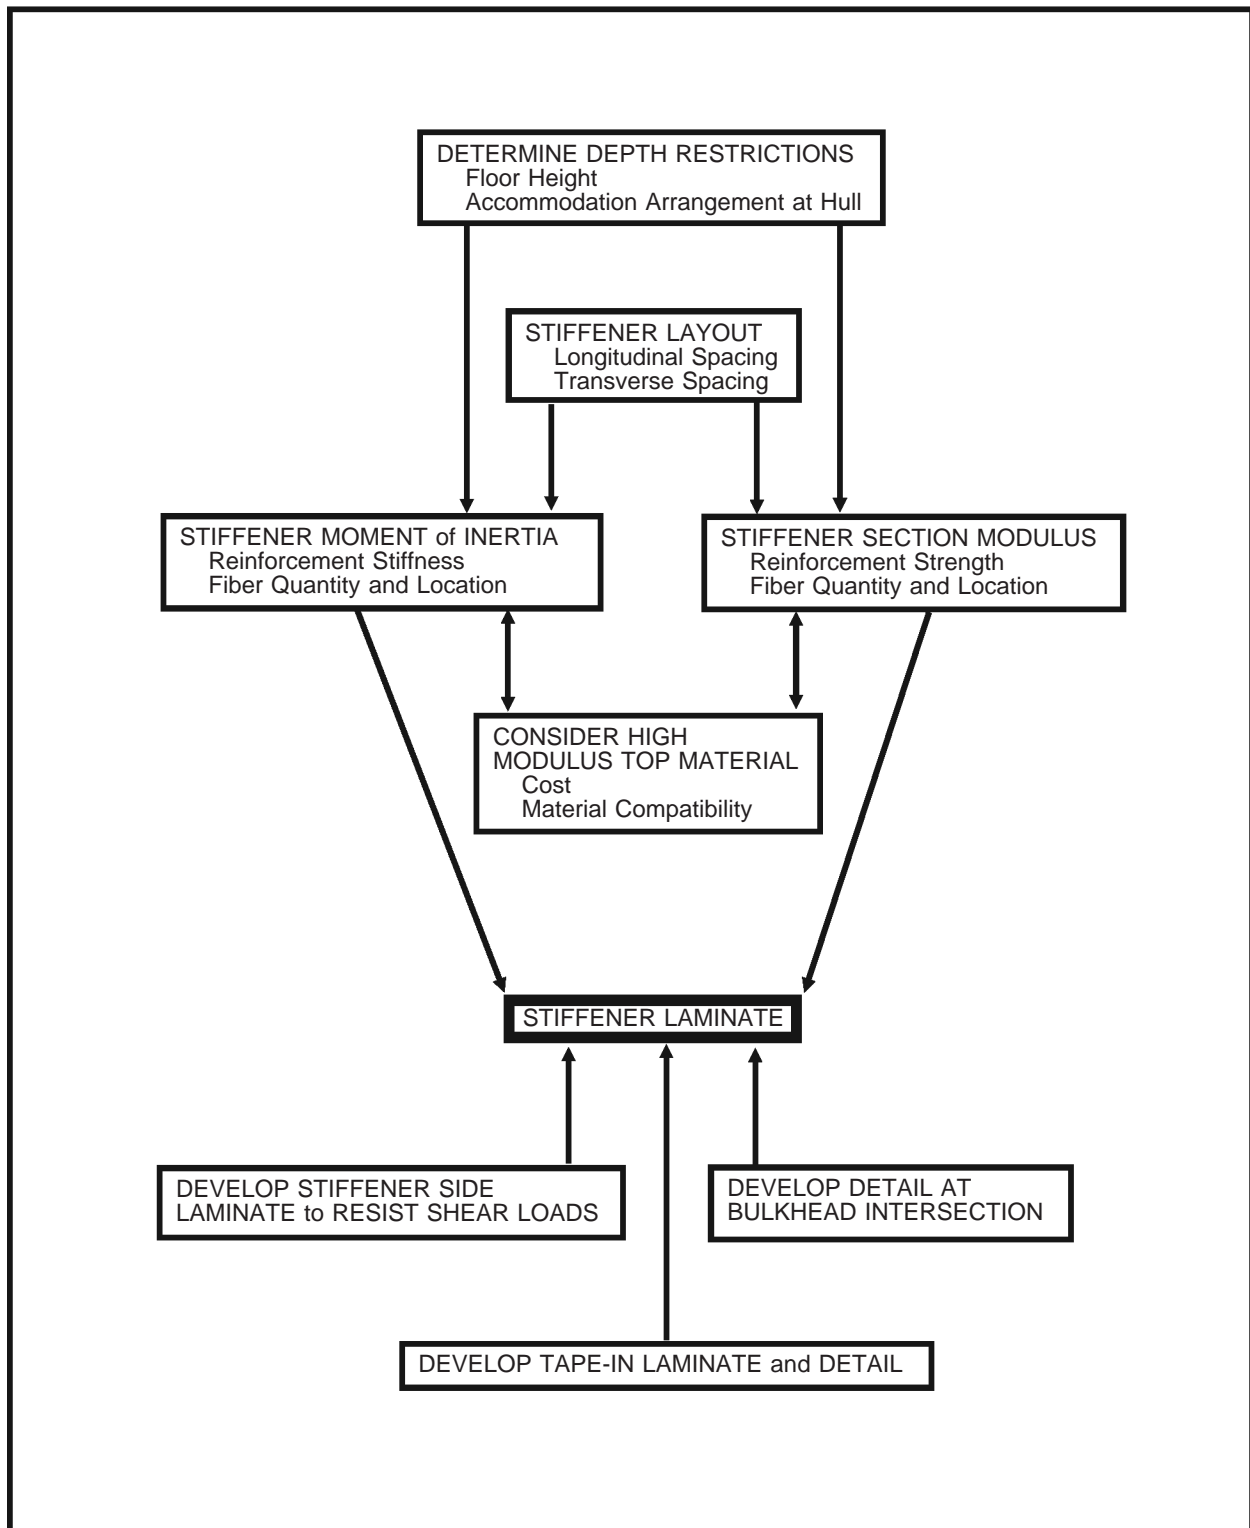 DETERMINE DEPTH RESTRICTIONS
Floor Height
Accommodation Arrangement at Hull
STIFFENER LAYOUT
Longitudinal Spacing
Transverse Spacing
STIFFENER MOMENT of INERTIA
Reinforcement Stiffness
Fiber Quantity and Location
STIFFENER SECTION MODULUS
Reinforcement Strength
Fiber Quantity and Location
CONSIDER HIGH
MODULUS TOP MATERIAL
Cost
Material Compatibility
STIFFENER LAMINATE
DEVELOP STIFFENER SIDE
LAMINATE to RESIST SHEAR LOADS
DEVELOP DETAIL AT
BULKHEAD INTERSECTION
DEVELOP TAPE-IN LAMINATE and DETAIL